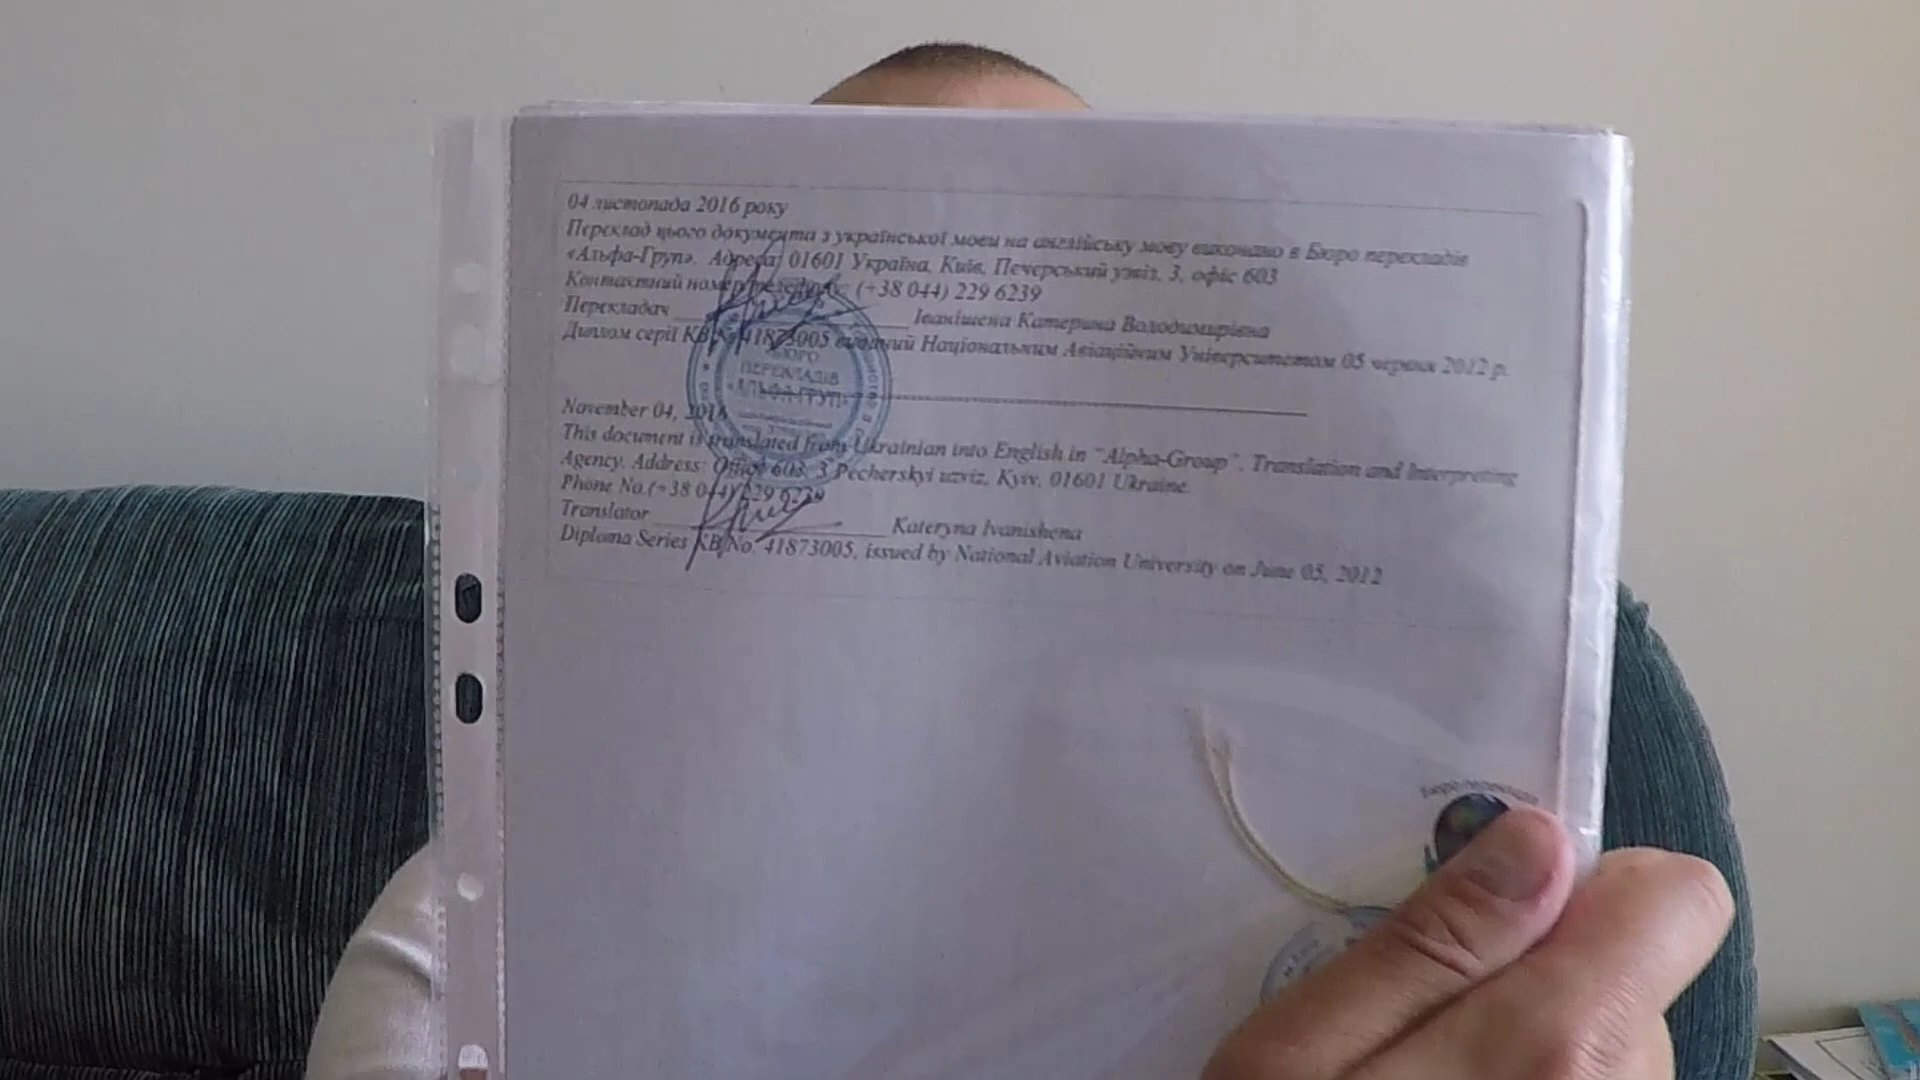 04 листопада 2016 року
Переклад цього документа з української мови на англійську мову виконано в Бюро перекладів
«Альфа-Груп». Адреса: 01601 Україна, Київ, Печерський узвіз, 3, офіс 603
Контактний номер телефону: (+38 044) 229 6239
Перекладач Іванішена Катерина Володимирівна
Диплом серії КВ № 41873005 виданий Національним Авіаційним Університетом 05 червня 2012 р.
БЮРО
ПЕРЕКЛАДІВ
«АЛЬФА-ГРУП»
November 04, 2016
This document is translated from Ukrainian into English in "Alpha-Group". Translation and Interpreting
Agency. Address: Office 603, 3 Pecherskyi uzviz, Kyiv, 01601 Ukraine.
Phone No.(+38 044) 229 6239
Translator Kateryna Ivanishena
Diploma Series KB No. 41873005, issued by National Aviation University on June 05, 2012